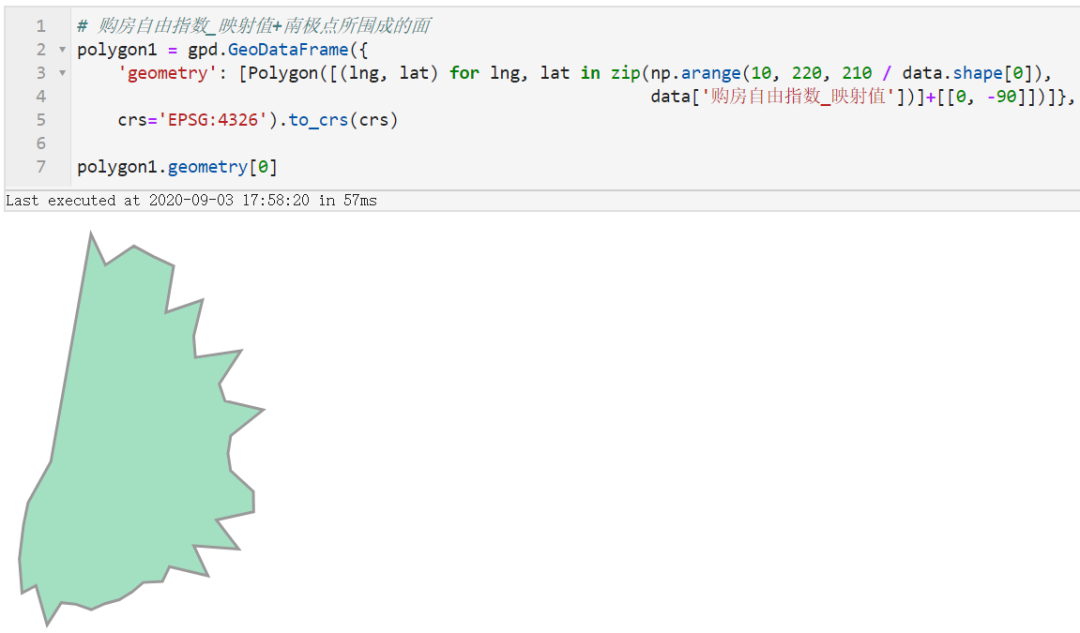 1 # 购房自由指数_映射值+南极点所围成的面
2 polygon1 = gpd.GeoDataFrame({
3 'geometry': [Polygon([(lng, lat) for lng, lat in zip(np.arange(10, 220, 210 / data.shape[0]),
4 data['购房自由指数_映射值'])]+[[0, -90]])]},
5 crs='EPSG:4326').to_crs(crs)
6
7 polygon1.geometry[0]
Last executed at 2020-09-03 17:58:20 in 57ms